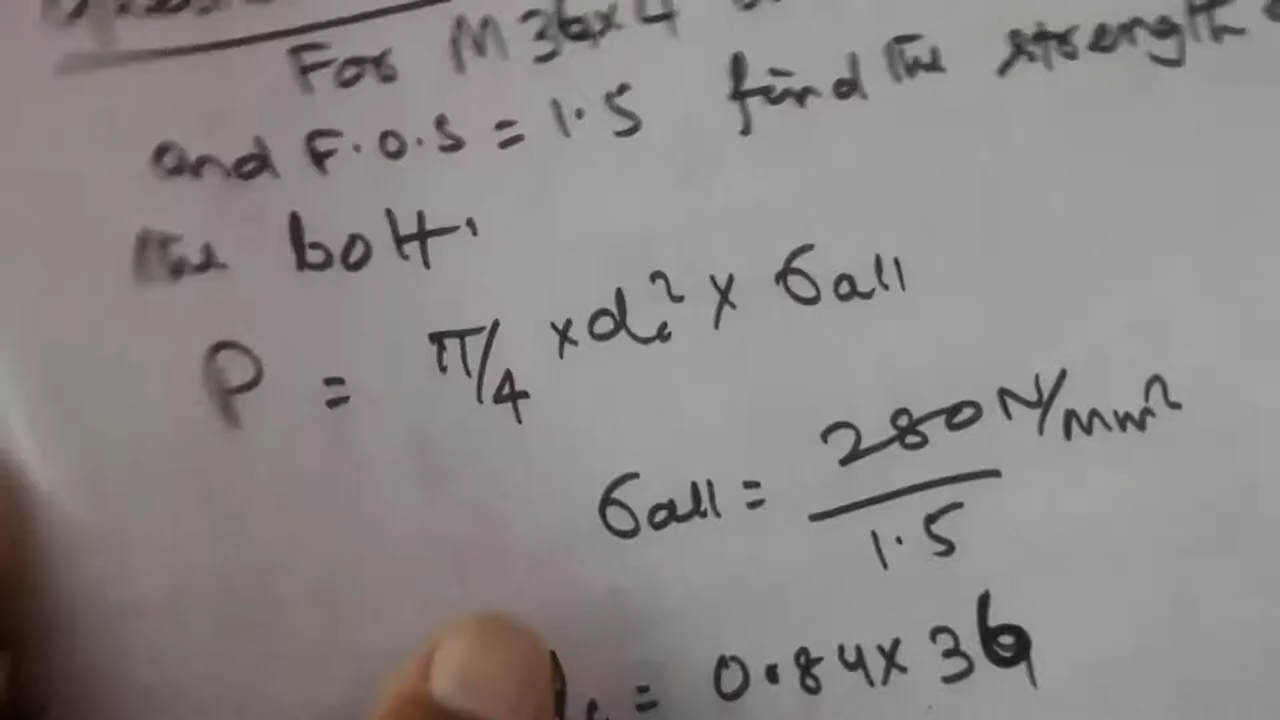 For M36x4
and F.O.S = 1.5 find the strength
the bolt.
P = π/4 x dc² x σall
σall = 280 N/mm² / 1.5
= 0.84 x 36